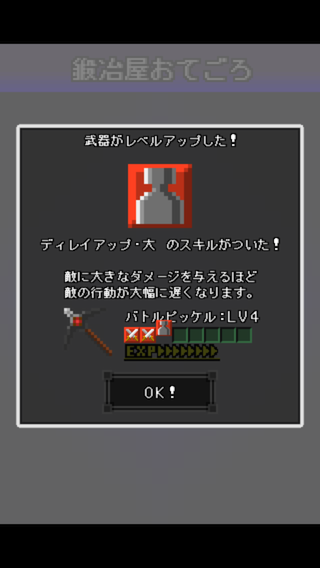 鍛冶屋おてごろ
武器がレベルアップした！
ディレイアップ・大 のスキルがついた！
敵に大きなダメージを与えるほど
敵の行動が大幅に遅くなります。
バトルピッケル：LV4
EXP
OK！